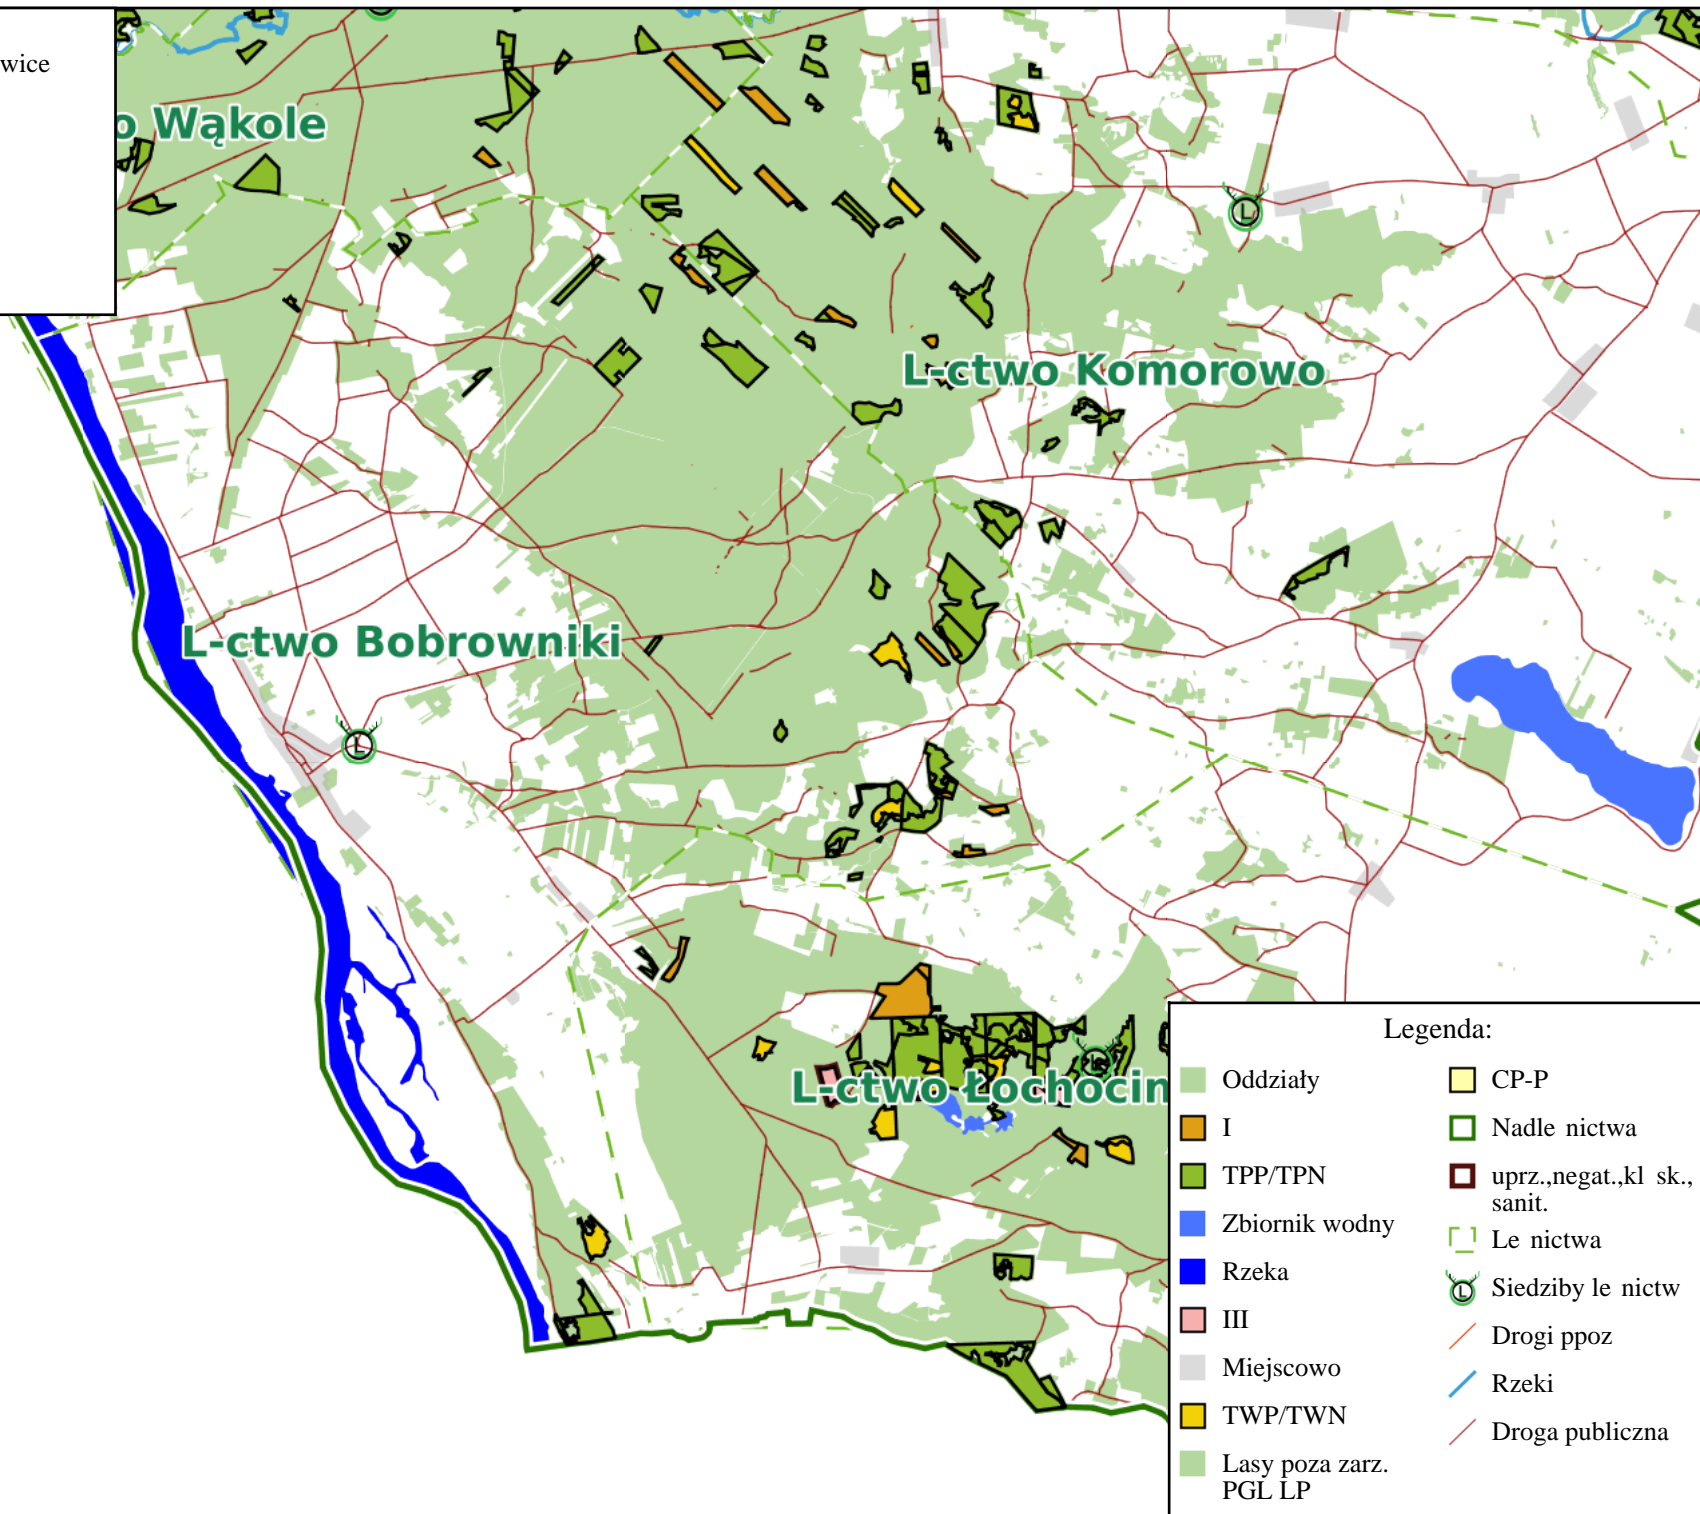 wice
o Wąkole
L-ctwo Komorowo
L-ctwo Bobrowniki
L-ctwo Łochocin
Legenda:
Oddziały
I
TPP/TPN
Zbiornik wodny
Rzeka
III
Miejscowo
TWP/TWN
Lasy poza zarz.
PGL LP
CP-P
Nadle nictwa
uprz.,negat.,kl sk.,
sanit.
Le nictwa
L
Siedziby le nictw
Drogi ppoz
Rzeki
Droga publiczna
L
L
L